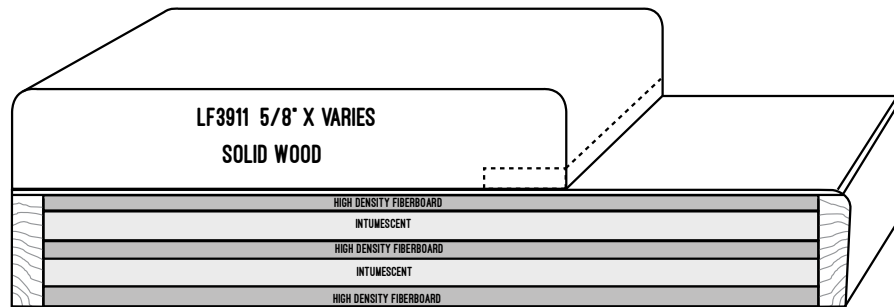 LF3911 5/8" X VARIES
SOLID WOOD
HIGH DENSITY FIBERBOARD
INTUMESCENT
HIGH DENSITY FIBERBOARD
INTUMESCENT
HIGH DENSITY FIBERBOARD